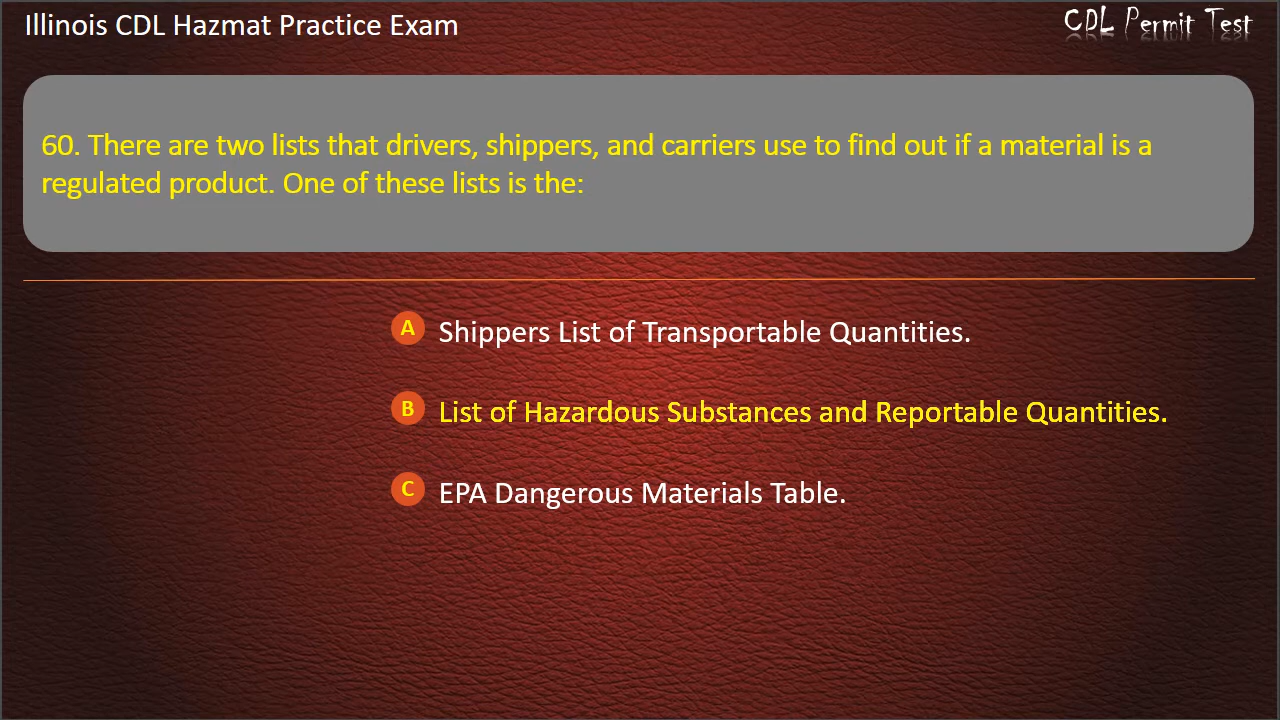 Illinois CDL Hazmat Practice Exam
CDL Permit Test
60. There are two lists that drivers, shippers, and carriers use to find out if a material is a
regulated product. One of these lists is the:
A Shippers List of Transportable Quantities.
B List of Hazardous Substances and Reportable Quantities.
C EPA Dangerous Materials Table.